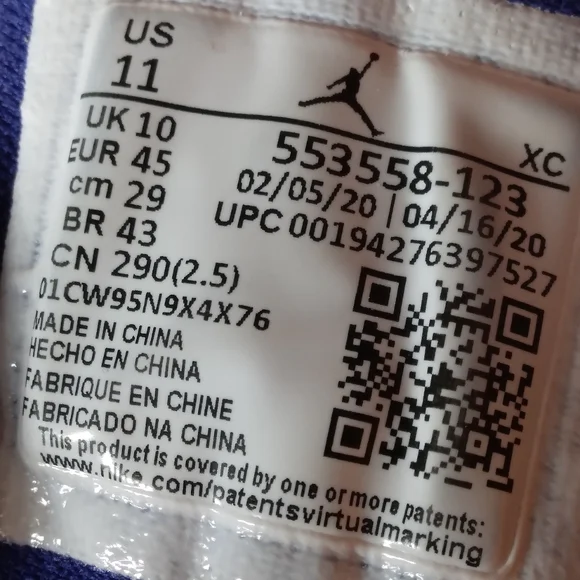 US
11
XC
UK 10
EUR 45
cm 29
BR 43
CN 290(2.5)
553558-123
02/05/20 | 04/16/20
UPC 00194276397527
01CW95N9X4X76
MADE IN CHINA
HECHO EN CHINA
FABRIQUE EN CHINE
FABRICADO NA CHINA
This product is covered by one or more patents:
www.nike.com/patentsvirtualmarking